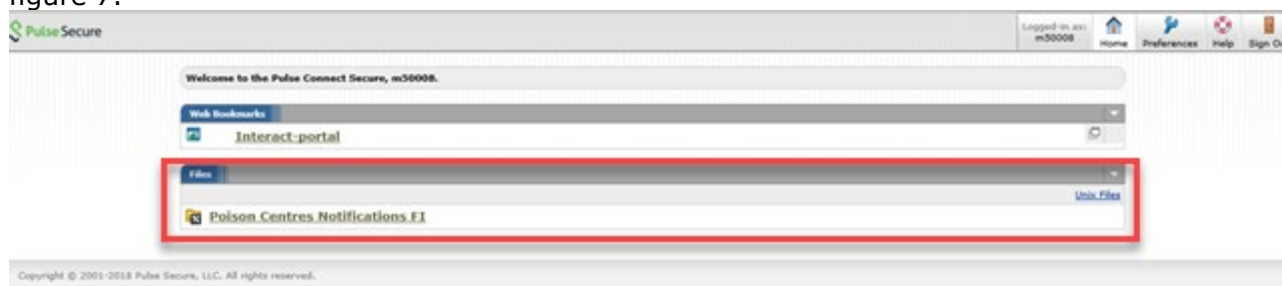 figure 7.
Pulse Secure
Logged-in as:
m50008
Home
Preferences
Help
Sign O
Welcome to the Pulse Connect Secure, m50008.
Web Bookmarks
Interact-portal
Files
Unix Files
Poison Centres Notifications FI
Copyright © 2001-2018 Pulse Secure, LLC. All rights reserved.